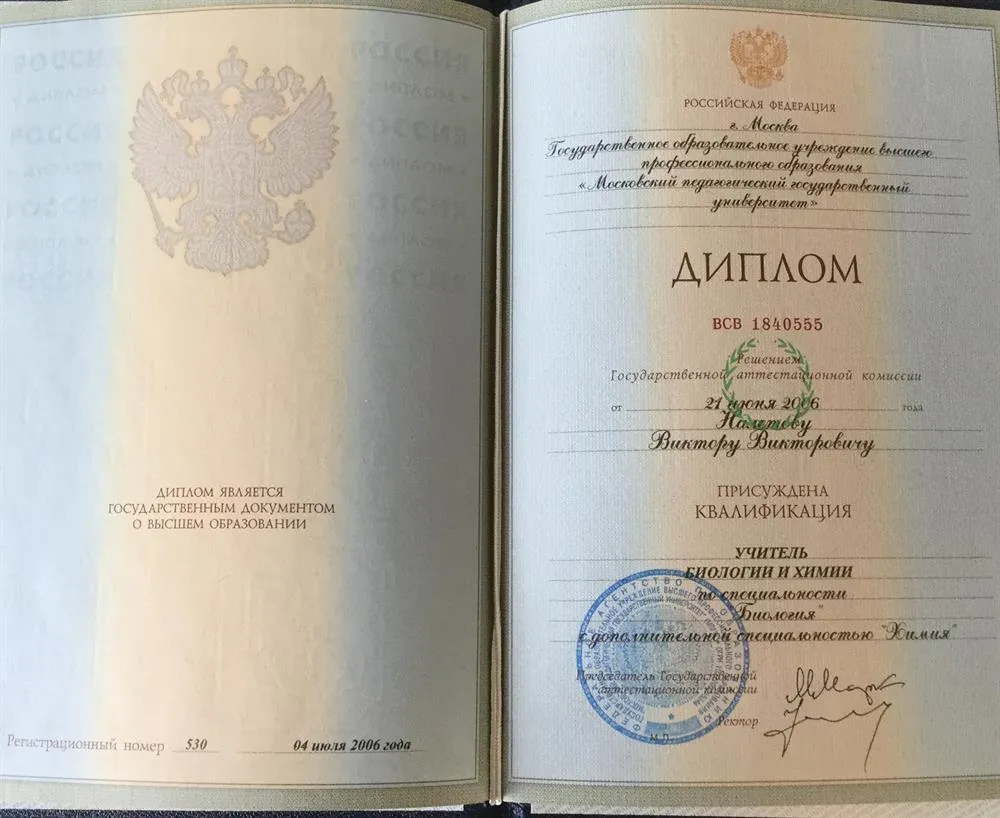 ДИПЛОМ ЯВЛЯЕТСЯ
ГОСУДАРСТВЕННЫМ ДОКУМЕНТОМ
О ВЫСШЕМ ОБРАЗОВАНИИ
Регистрационный номер 530 04 июля 2006 года
РОССИЙСКАЯ ФЕДЕРАЦИЯ
г. Москва
Государственное образовательное учреждение высшего
профессионального образования
«Московский педагогический государственный
университет»
ДИПЛОМ
ВСВ 1840555
Решением
Государственной аттестационной комиссии
от 21 июня 2006 года
Виктору Викторовичу
ПРИСУЖДЕНА
КВАЛИФИКАЦИЯ
УЧИТЕЛЬ
БИОЛОГИИ И ХИМИИ
по специальности
"Биология"
с дополнительной специальностью "Химия"
Председатель Государственной
аттестационной комиссии
Ректор
М.П.